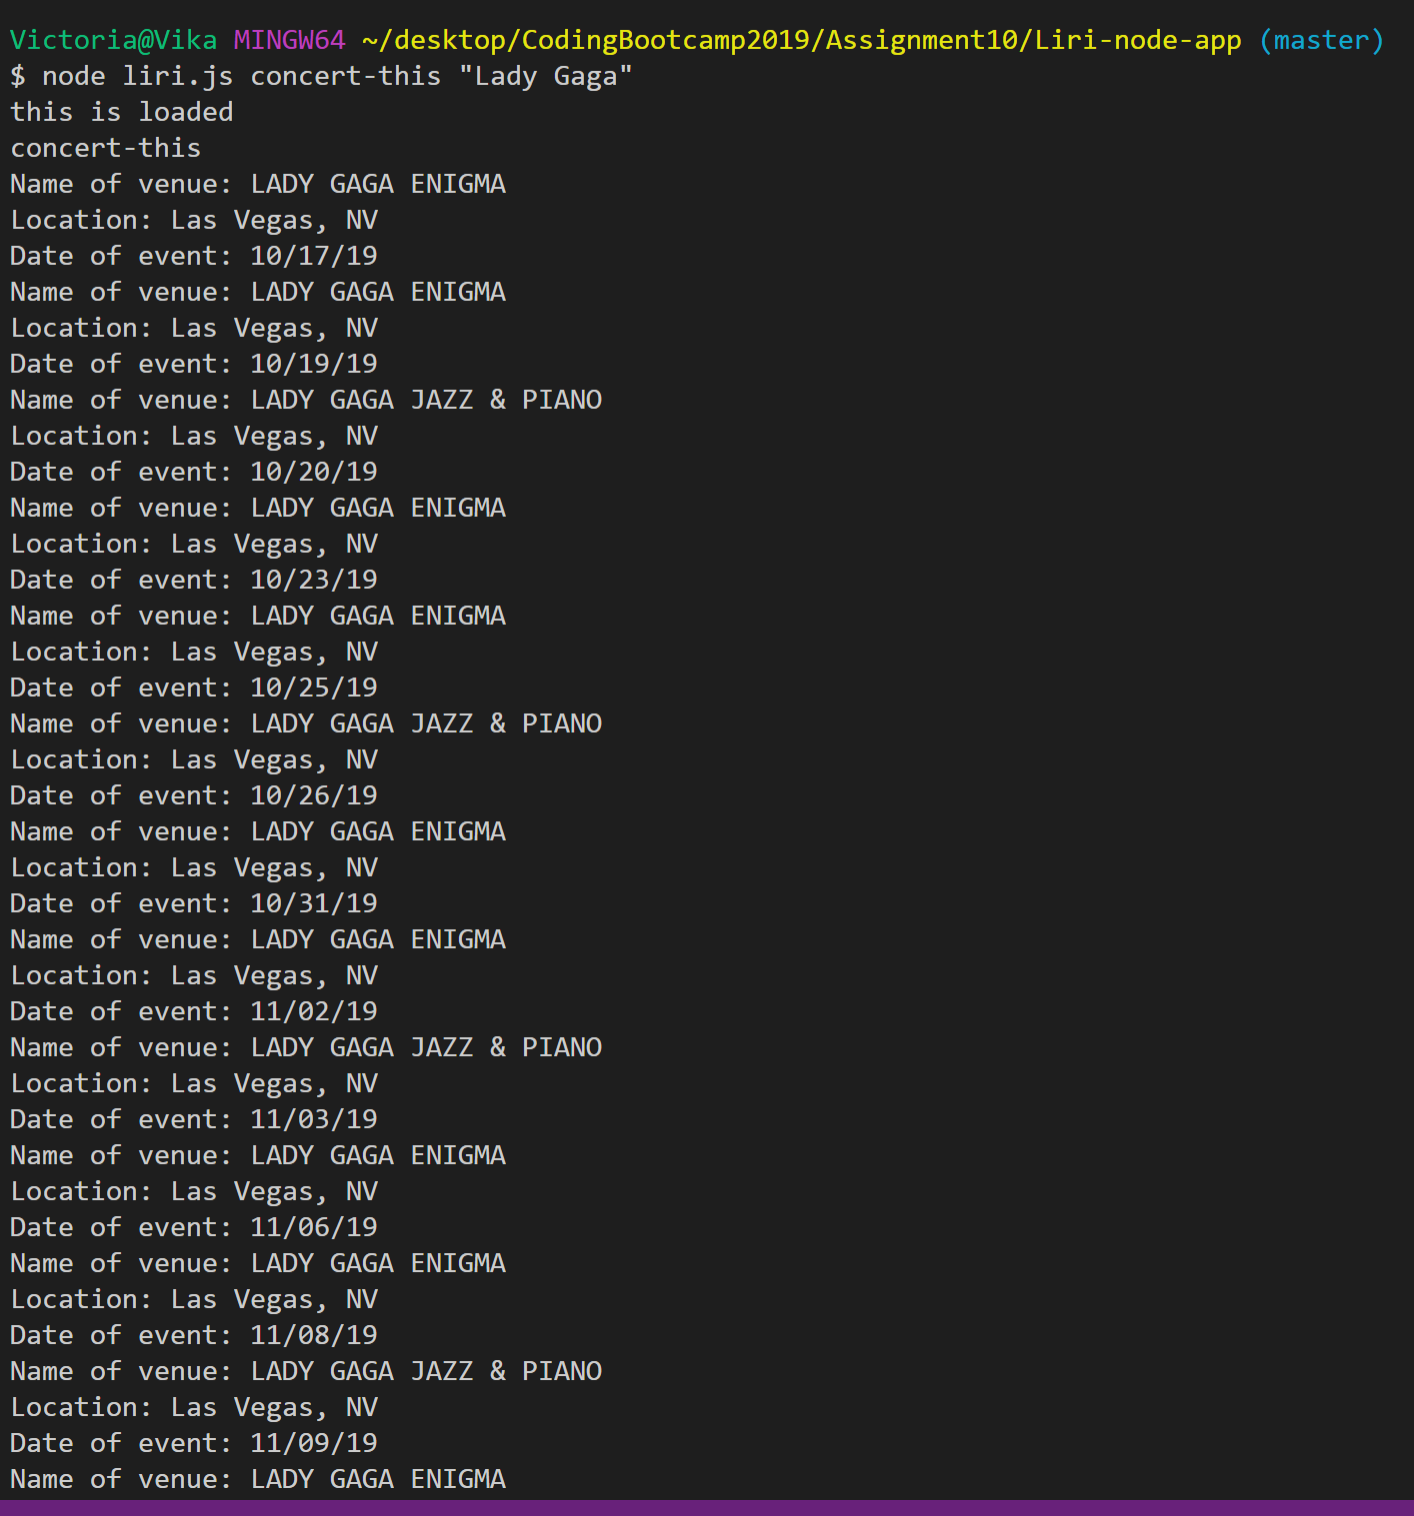 Victoria@Vika MINGW64 ~/desktop/CodingBootcamp2019/Assignment10/Liri-node-app (master)
$ node liri.js concert-this "Lady Gaga"
this is loaded
concert-this
Name of venue: LADY GAGA ENIGMA
Location: Las Vegas, NV
Date of event: 10/17/19
Name of venue: LADY GAGA ENIGMA
Location: Las Vegas, NV
Date of event: 10/19/19
Name of venue: LADY GAGA JAZZ & PIANO
Location: Las Vegas, NV
Date of event: 10/20/19
Name of venue: LADY GAGA ENIGMA
Location: Las Vegas, NV
Date of event: 10/23/19
Name of venue: LADY GAGA ENIGMA
Location: Las Vegas, NV
Date of event: 10/25/19
Name of venue: LADY GAGA JAZZ & PIANO
Location: Las Vegas, NV
Date of event: 10/26/19
Name of venue: LADY GAGA ENIGMA
Location: Las Vegas, NV
Date of event: 10/31/19
Name of venue: LADY GAGA ENIGMA
Location: Las Vegas, NV
Date of event: 11/02/19
Name of venue: LADY GAGA JAZZ & PIANO
Location: Las Vegas, NV
Date of event: 11/03/19
Name of venue: LADY GAGA ENIGMA
Location: Las Vegas, NV
Date of event: 11/06/19
Name of venue: LADY GAGA ENIGMA
Location: Las Vegas, NV
Date of event: 11/08/19
Name of venue: LADY GAGA JAZZ & PIANO
Location: Las Vegas, NV
Date of event: 11/09/19
Name of venue: LADY GAGA ENIGMA